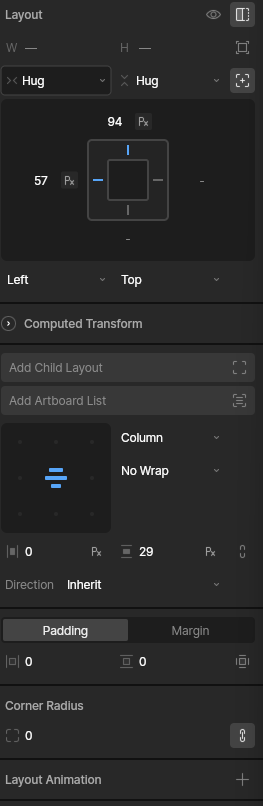 Layout
W — H —
Hug Hug
94 Px
57 Px -
-
Left Top
Computed Transform
Add Child Layout
Add Artboard List
Column
No Wrap
0 Px 29 Px
Direction Inherit
Padding Margin
0 0
Corner Radius
0
Layout Animation